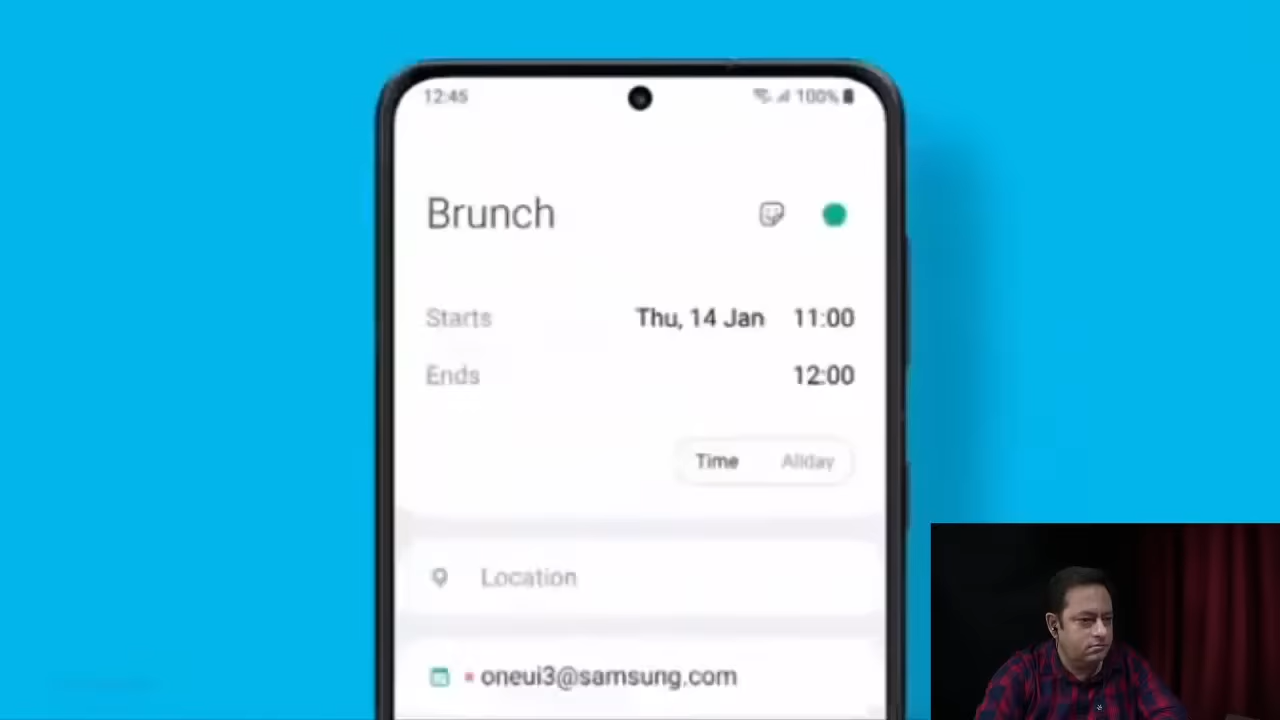 12:45 100%
Brunch
Starts Thu, 14 Jan 11:00
Ends 12:00
Time Allday
Location
oneui3@samsung.com